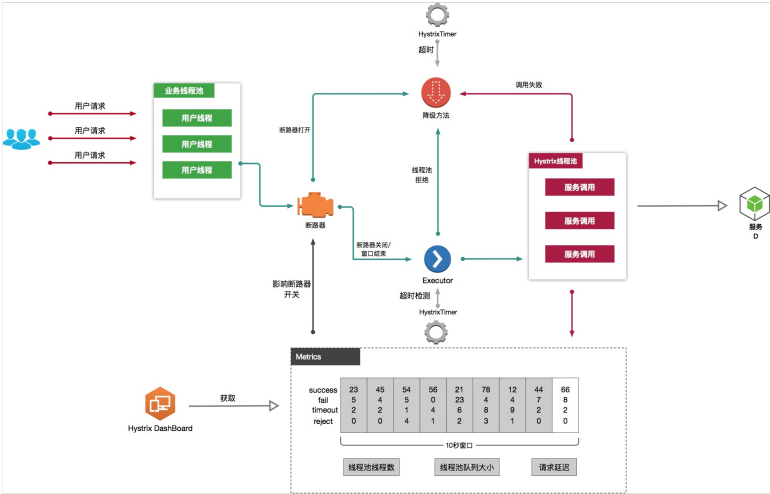 HystrixTimer
超时
业务线程池
调用失败
用户请求
用户线程
降级方法
用户请求
用户线程
断路器打开
用户请求
用户线程
线程池
拒绝
Hystrix线程池
服务调用
服务调用
服务调用
断路器
服务
D
断路器关闭/
窗口结束
Executor
影响断路器
开关
超时检测
HystrixTimer
Metrics
success 23 45 54 56 21 78 12 44 66
fail 5 4 5 0 23 4 4 7 8
timeout 2 2 1 4 6 8 9 2 2
reject 0 0 4 1 2 3 1 0 0
获取
Hystrix DashBoard
10秒窗口
线程池线程数
线程池队列大小
请求延迟